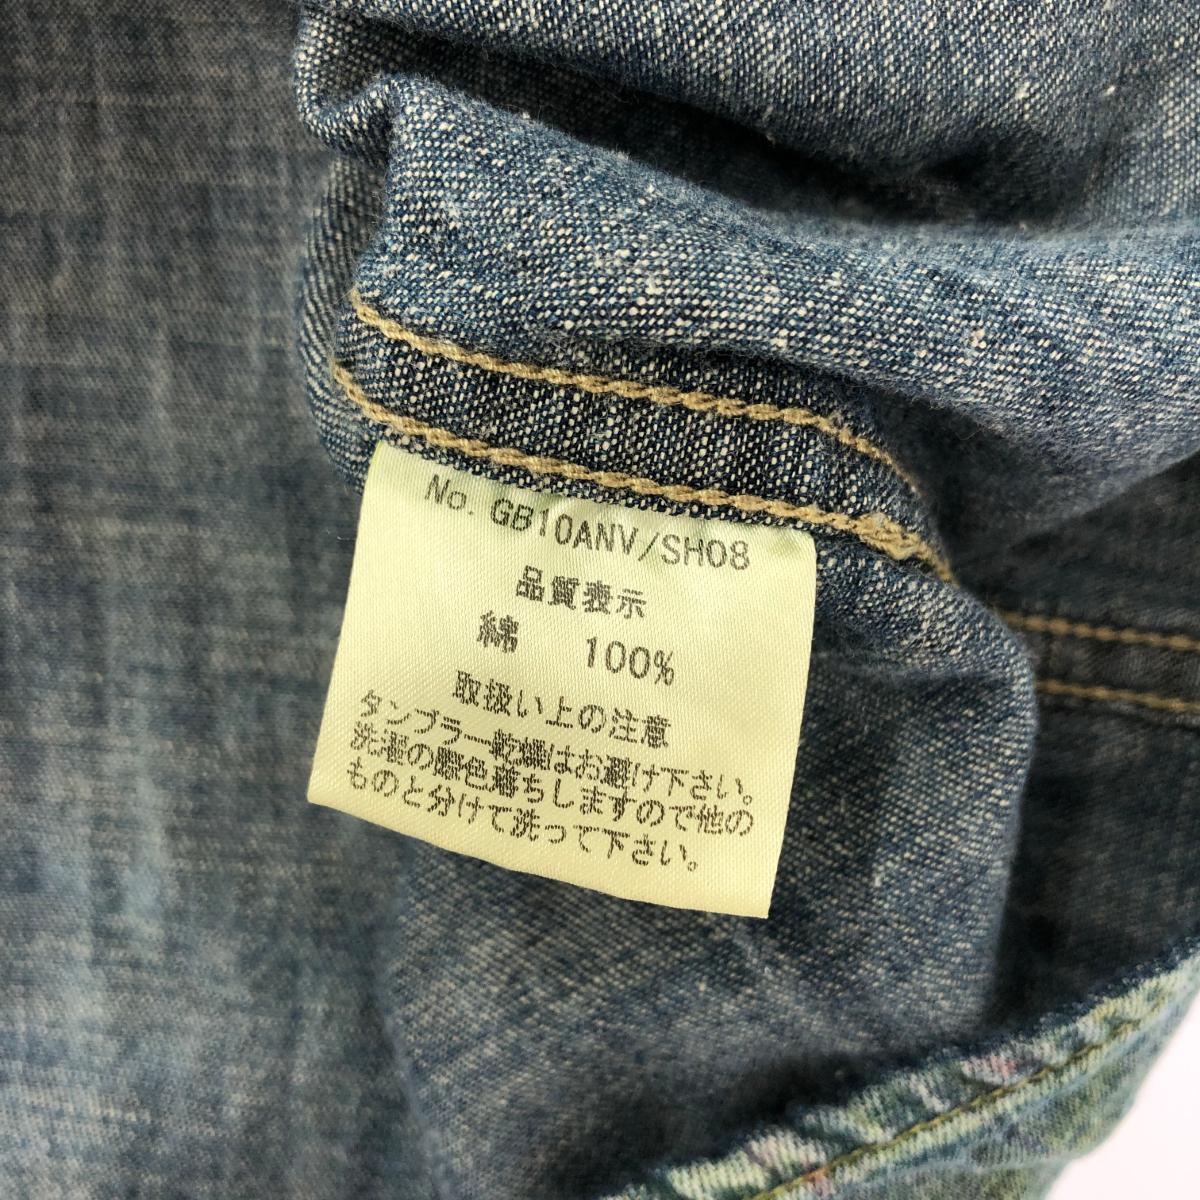 No. GB10ANV/SH08
品質表示
綿 100%
取扱い上の注意
タンブラー乾燥はお避け下さい。
洗濯の際色落ちしますので他の
ものと分けて洗って下さい。